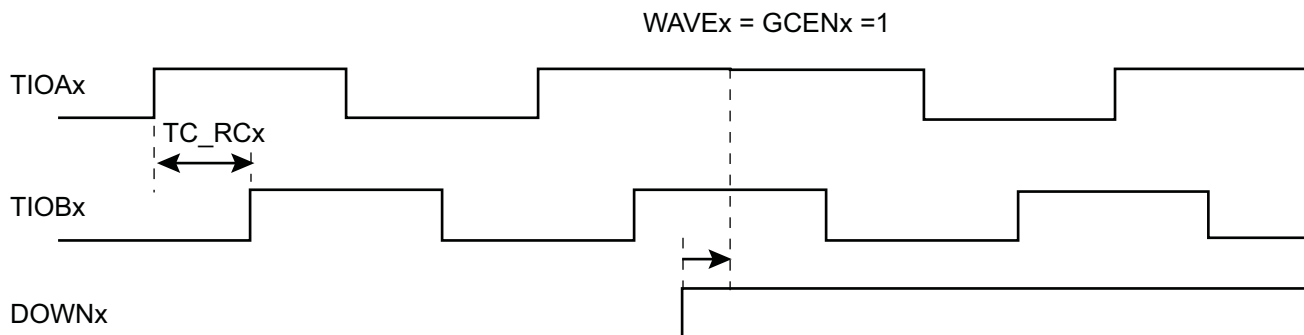 WAVEx = GCENx =1
TIOAx
TC_RCx
TIOBx
DOWNx